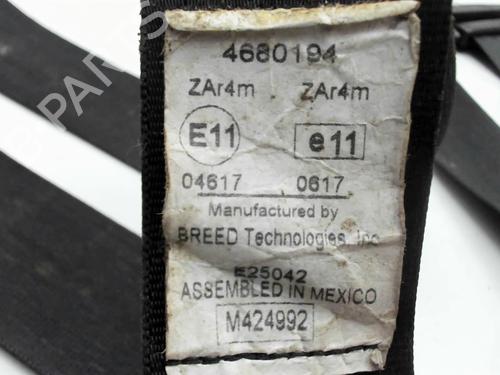 4680194
ZAr4m ZAr4m
E11 e11
04617 0617
Manufactured by
BREED Technologies, Inc
E25042
ASSEMBLED IN MEXICO
M424992